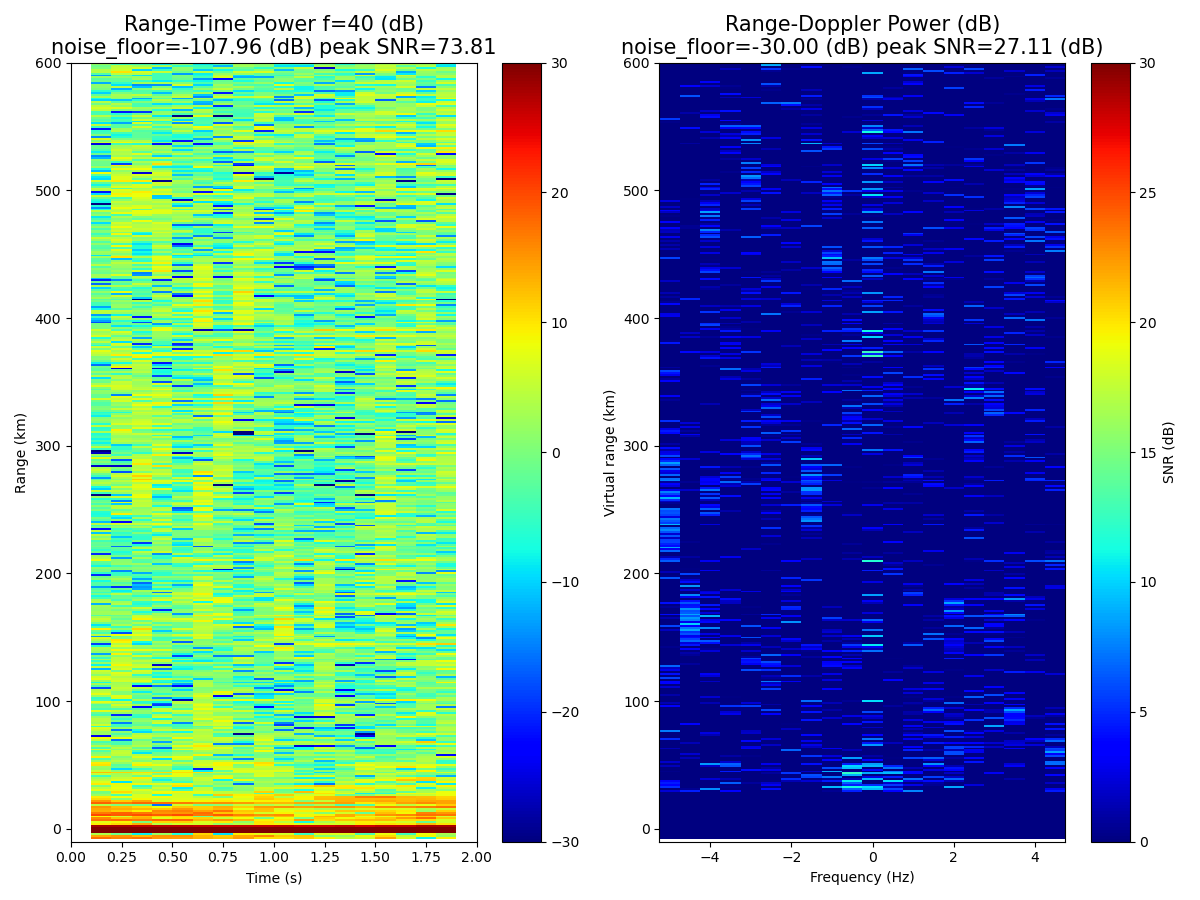 Range-Time Power f=40 (dB)
noise_floor=-107.96 (dB) peak SNR=73.81
Range-Doppler Power (dB)
noise_floor=-30.00 (dB) peak SNR=27.11 (dB)
600
500
400
300
200
100
0
Range (km)
0.00 0.25 0.50 0.75 1.00 1.25 1.50 1.75 2.00
Time (s)
30
20
10
0
−10
−20
−30
600
500
400
300
200
100
0
Virtual range (km)
−4 −2 0 2 4
Frequency (Hz)
30
25
20
15
10
5
0
SNR (dB)